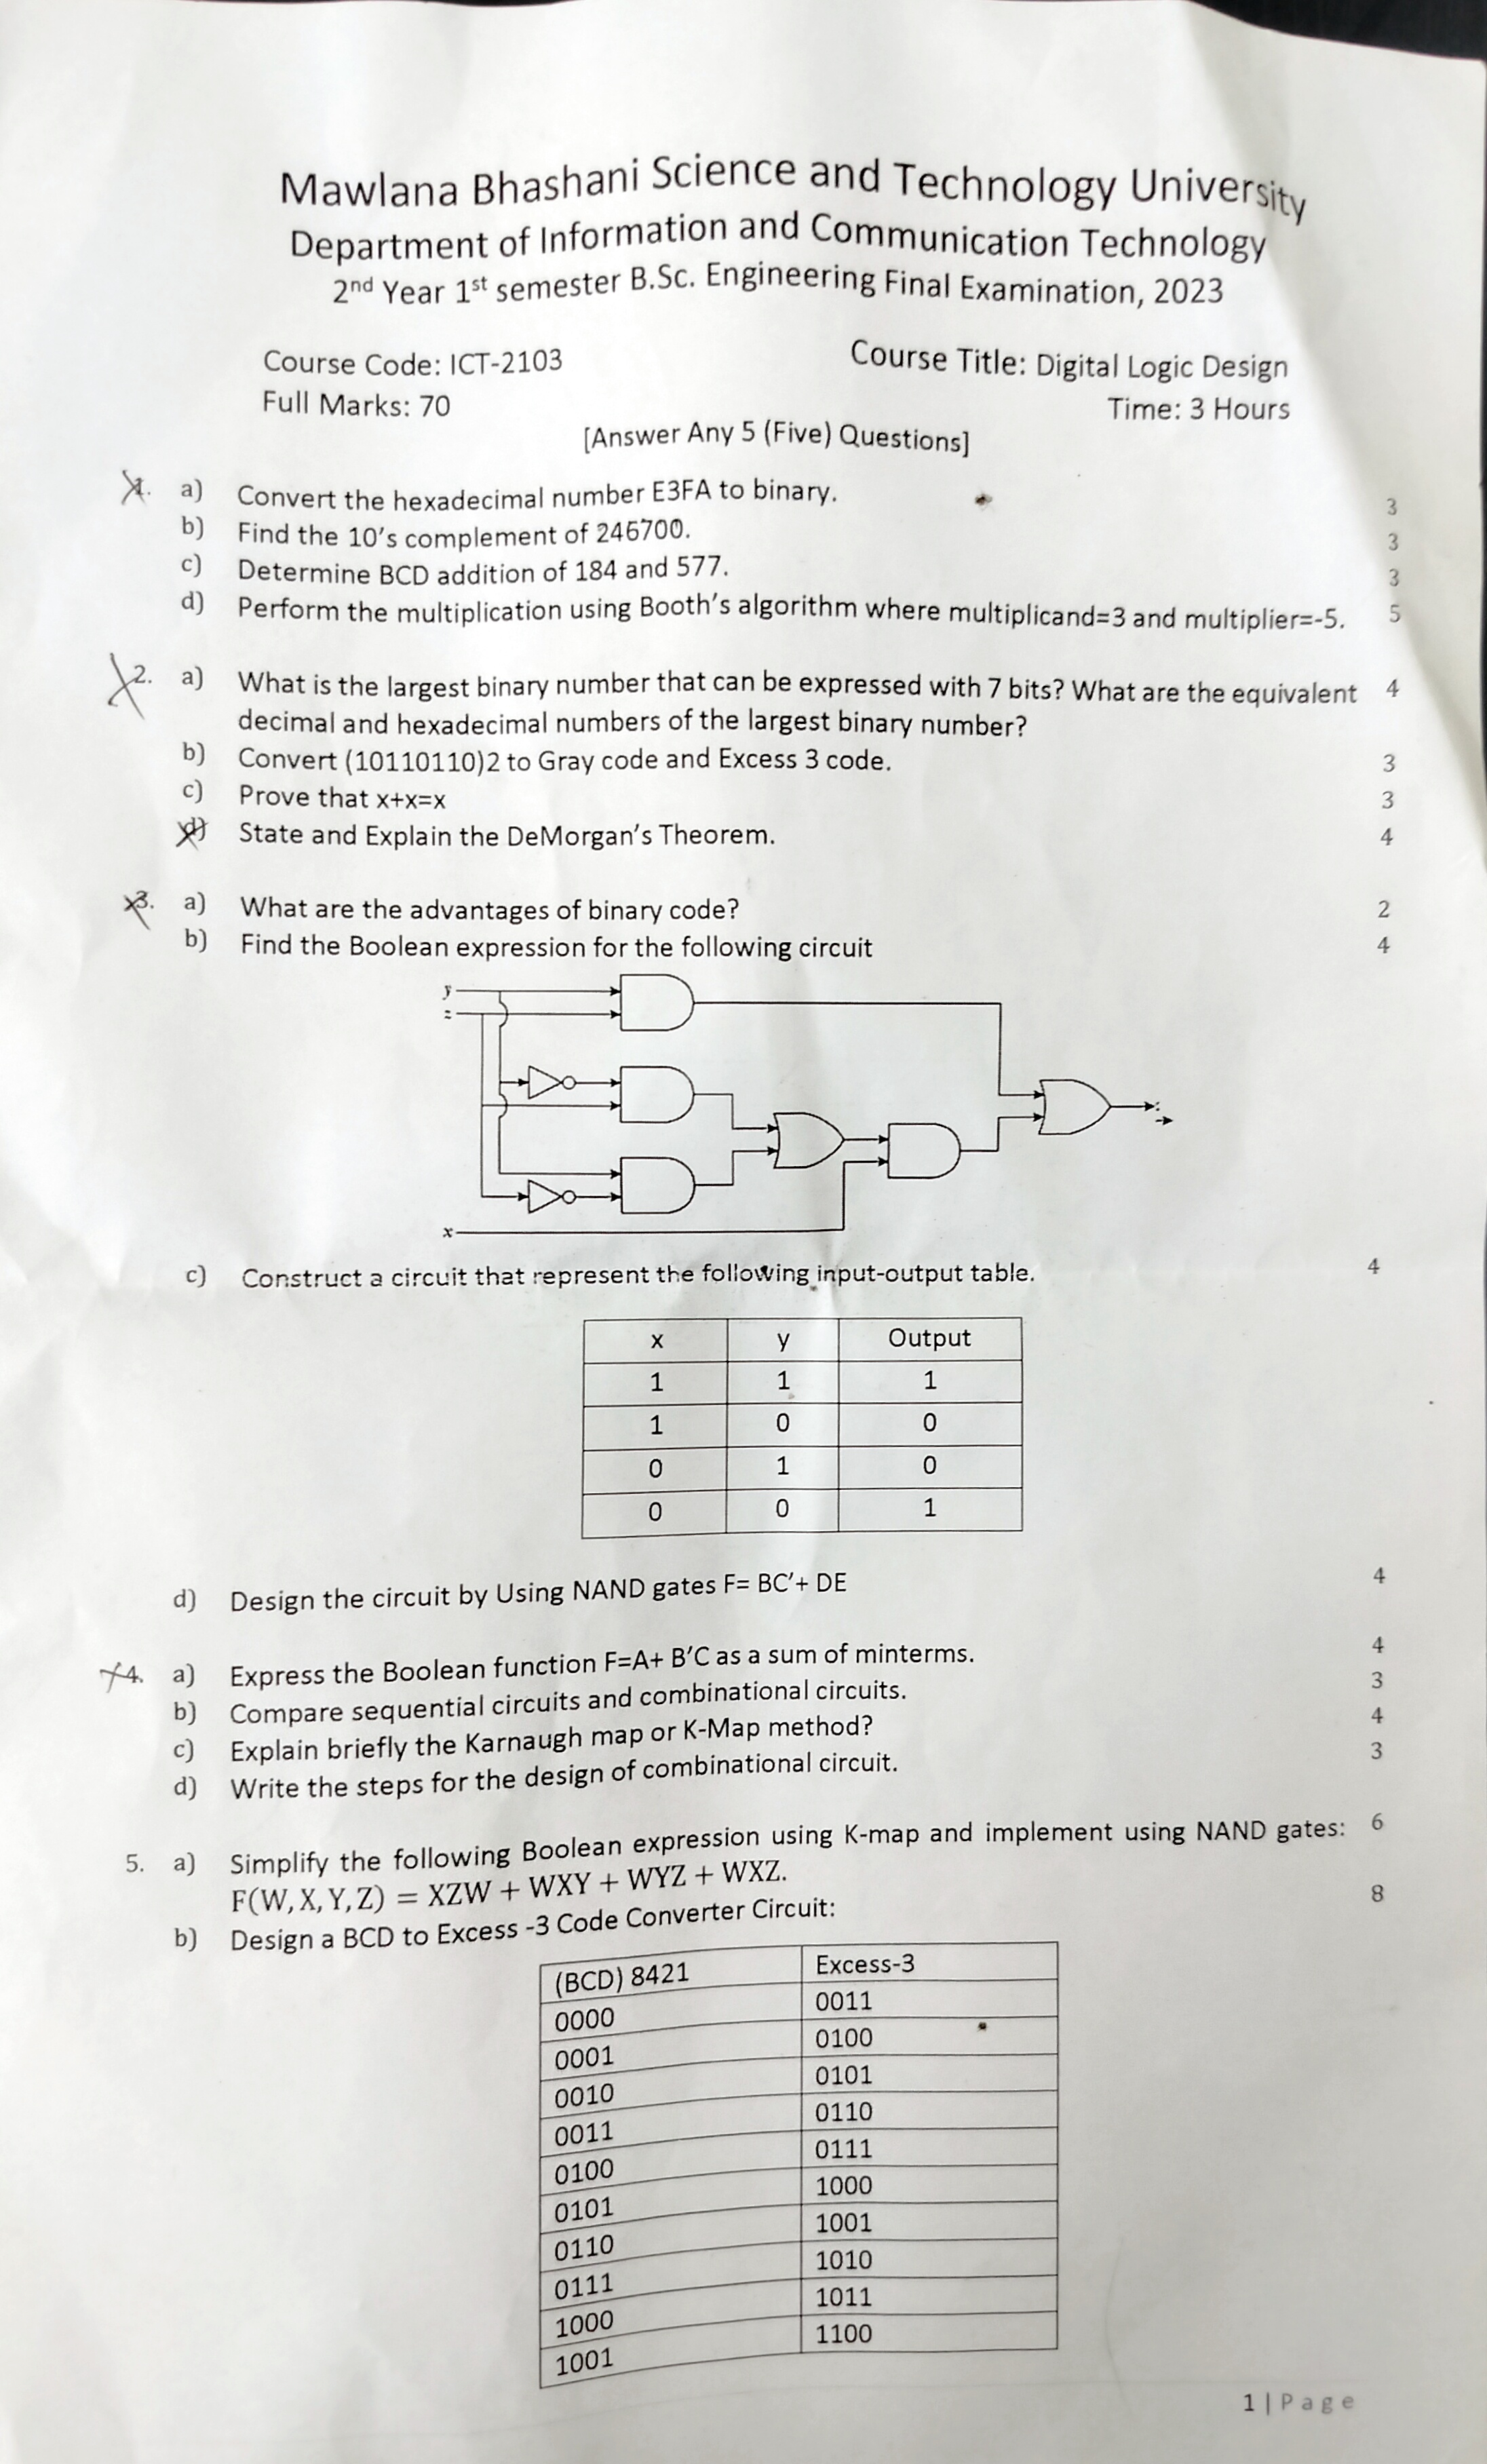 Mawlana Bhashani Science and Technology University
Department of Information and Communication Technology
2nd Year 1st semester B.Sc. Engineering Final Examination, 2023
Course Code: ICT-2103 Course Title: Digital Logic Design
Full Marks: 70 Time: 3 Hours
[Answer Any 5 (Five) Questions]
1. a) Convert the hexadecimal number E3FA to binary. 3
b) Find the 10's complement of 246700. 3
c) Determine BCD addition of 184 and 577. 3
d) Perform the multiplication using Booth's algorithm where multiplicand=3 and multiplier=-5. 5
2. a) What is the largest binary number that can be expressed with 7 bits? What are the equivalent 4
decimal and hexadecimal numbers of the largest binary number?
b) Convert (10110110)2 to Gray code and Excess 3 code. 3
c) Prove that x+x=x 3
d) State and Explain the DeMorgan's Theorem. 4
3. a) What are the advantages of binary code? 2
b) Find the Boolean expression for the following circuit 4
y
z
x
c) Construct a circuit that represent the following input-output table. 4
x y Output
1 1 1
1 0 0
0 1 0
0 0 1
d) Design the circuit by Using NAND gates F= BC'+ DE 4
4. a) Express the Boolean function F=A+ B'C as a sum of minterms. 4
b) Compare sequential circuits and combinational circuits. 3
c) Explain briefly the Karnaugh map or K-Map method? 4
d) Write the steps for the design of combinational circuit. 3
5. a) Simplify the following Boolean expression using K-map and implement using NAND gates: 6
F(W, X, Y, Z) = XZW + WXY + WYZ + WXZ.
b) Design a BCD to Excess -3 Code Converter Circuit: 8
(BCD) 8421 Excess-3
0000 0011
0001 0100
0010 0101
0011 0110
0100 0111
0101 1000
0110 1001
0111 1010
1000 1011
1001 1100
1 | Page